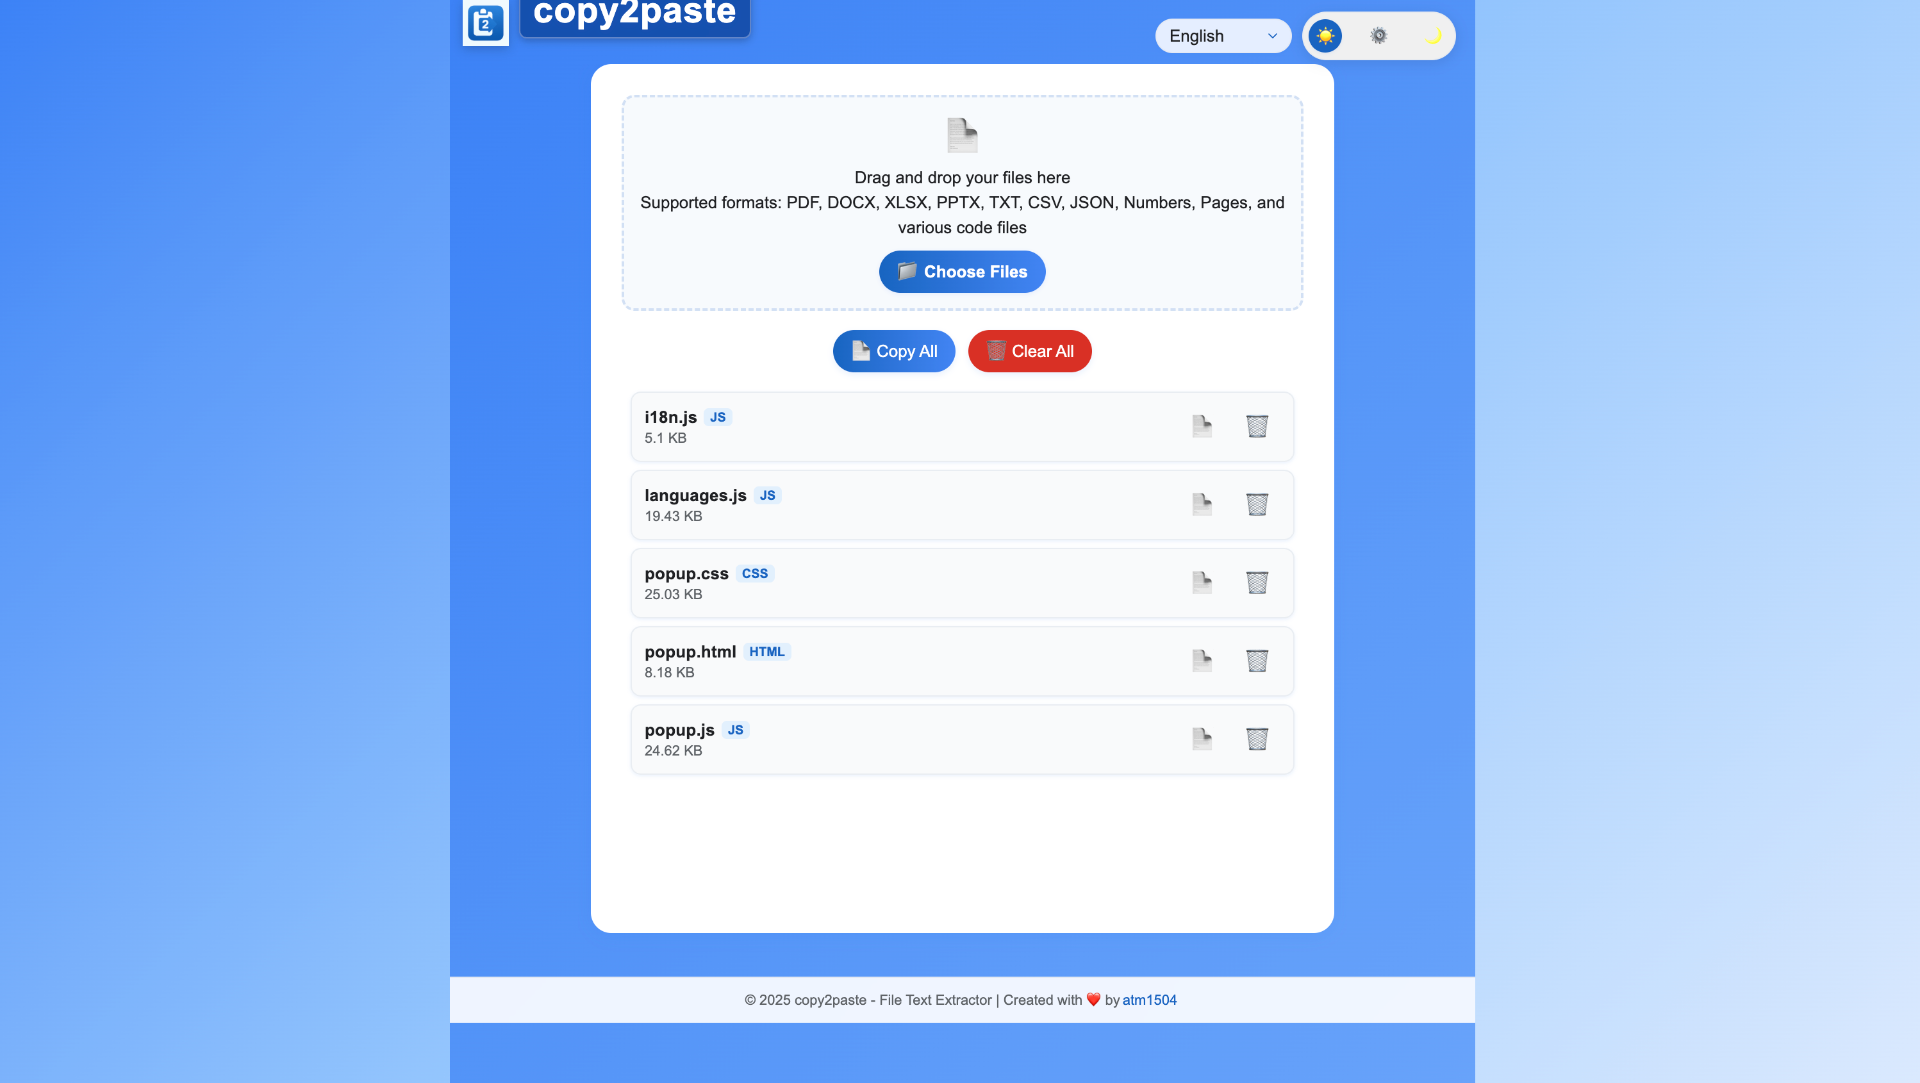 copy2paste
2
English
Drag and drop your files here
Supported formats: PDF, DOCX, XLSX, PPTX, TXT, CSV, JSON, Numbers, Pages, and
various code files
Choose Files
Copy All
Clear All
i18n.js JS
5.1 KB
languages.js JS
19.43 KB
popup.css CSS
25.03 KB
popup.html HTML
8.18 KB
popup.js JS
24.62 KB
© 2025 copy2paste - File Text Extractor | Created with ❤️ by atm1504